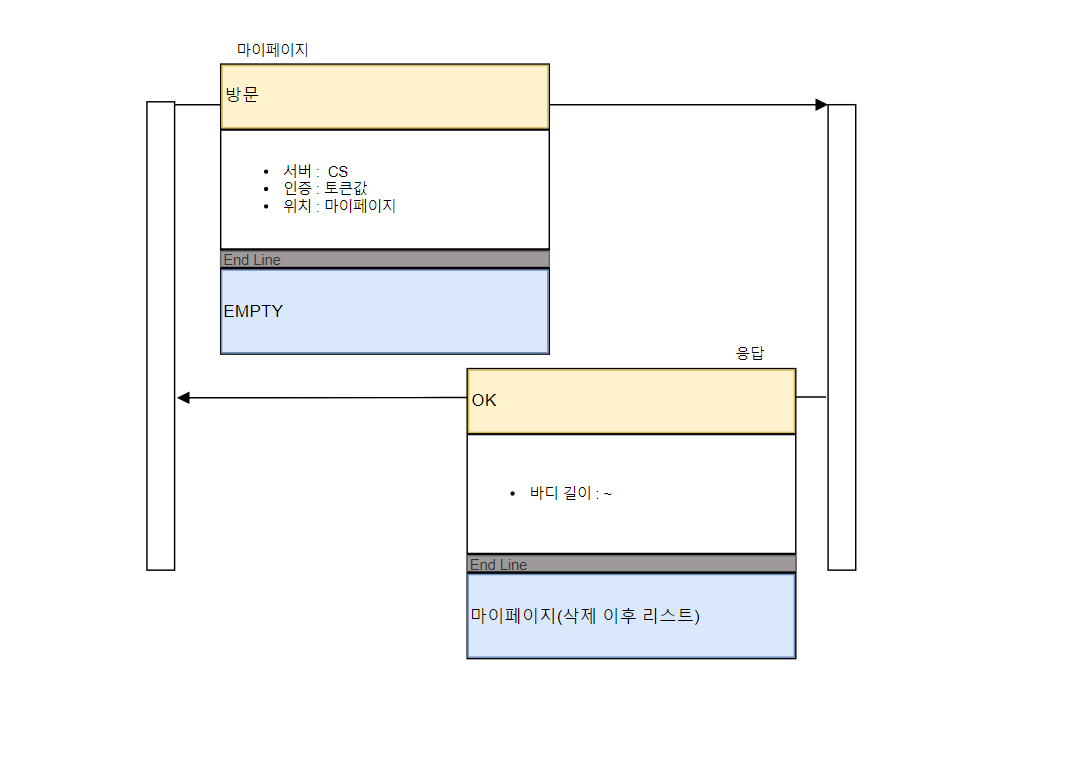 마이페이지
방문
서버 :  CS
인증 : 토큰값
위치 : 마이페이지
End Line
EMPTY
응답
OK
바디 길이 : ~
End Line
마이페이지(삭제 이후 리스트)